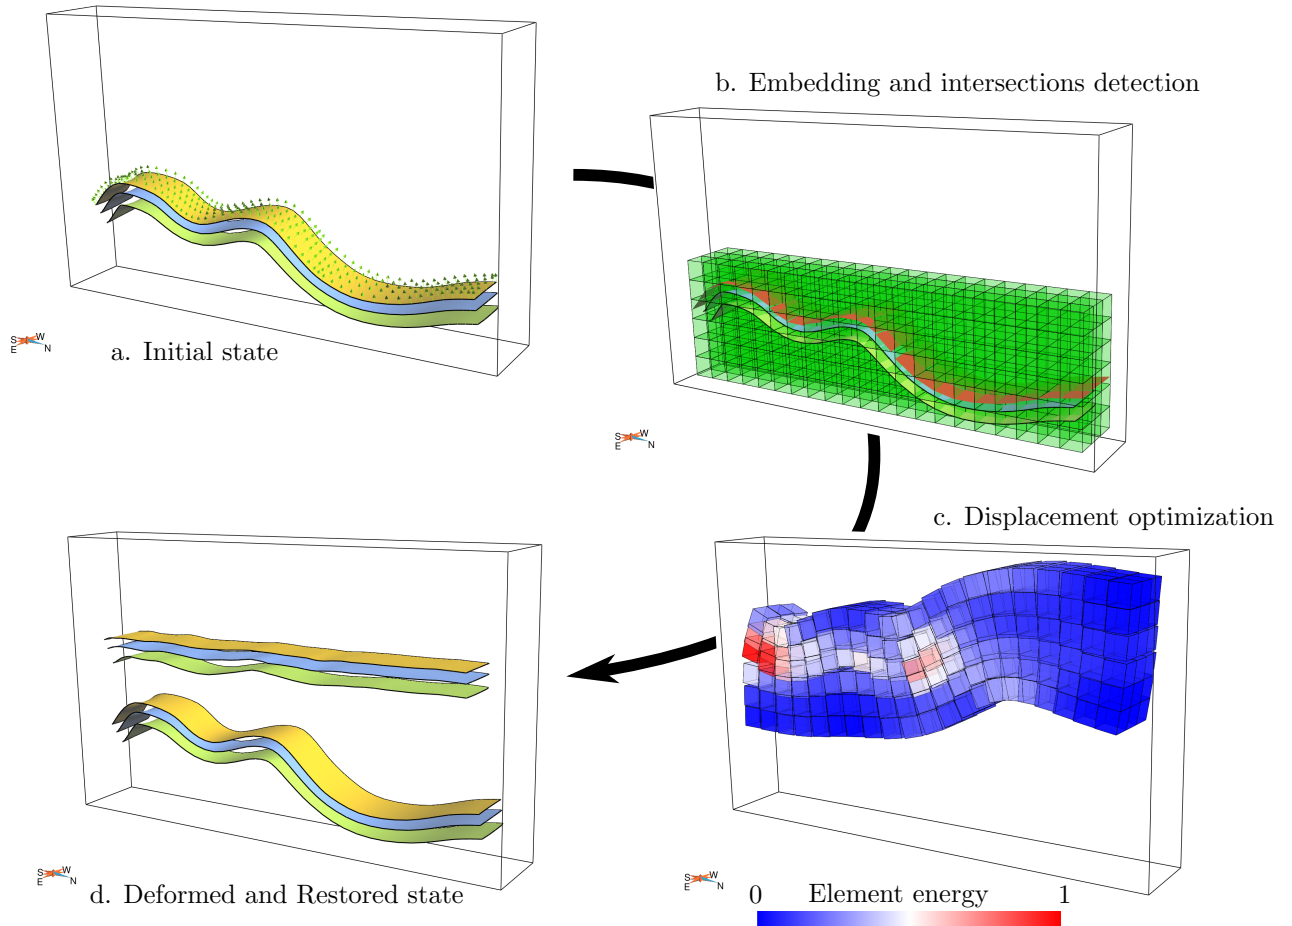 a. Initial state
S W
E N
b. Embedding and intersections detection
S W
E N
c. Displacement optimization
S W
E N
0 Element energy 1
d. Deformed and Restored state
S W
E N